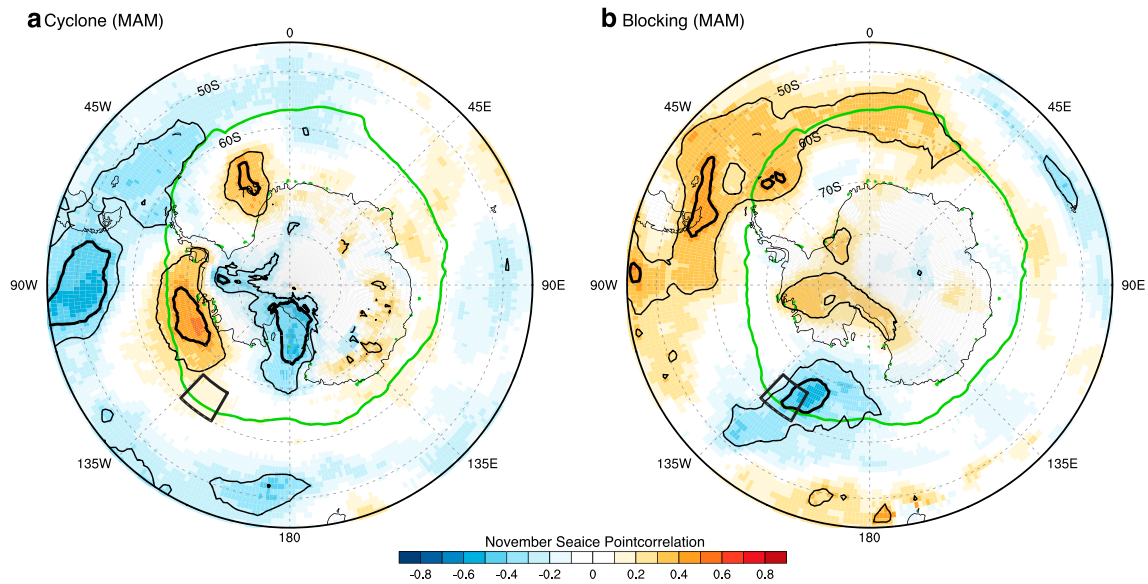 a Cyclone (MAM)
b Blocking (MAM)
0
0
50S
50S
45W
45E
45W
45E
60S
60S
70S
90W
90E
90W
90E
135W
135E
135W
135E
180
180
November Seaice Pointcorrelation
-0.8 -0.6 -0.4 -0.2 0 0.2 0.4 0.6 0.8